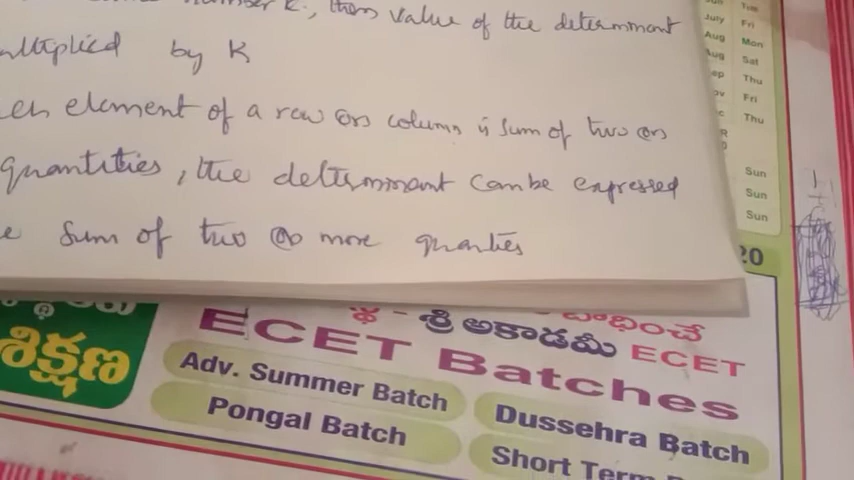 number k, then value of the determinant
multiplied by K
element of a row (or) column is sum of two (or)
quantities, the determinant can be expressed
sum of two (or) more quanties
July Fri
Aug Mon
Aug Sat
Thu
Fri
Thu
Sun
Sun
Sun
20
శిక్షణ
శ్రీ అకాడమీ ECET
ECET Batches
Adv. Summer Batch
Dussehra Batch
Pongal Batch
Short Term